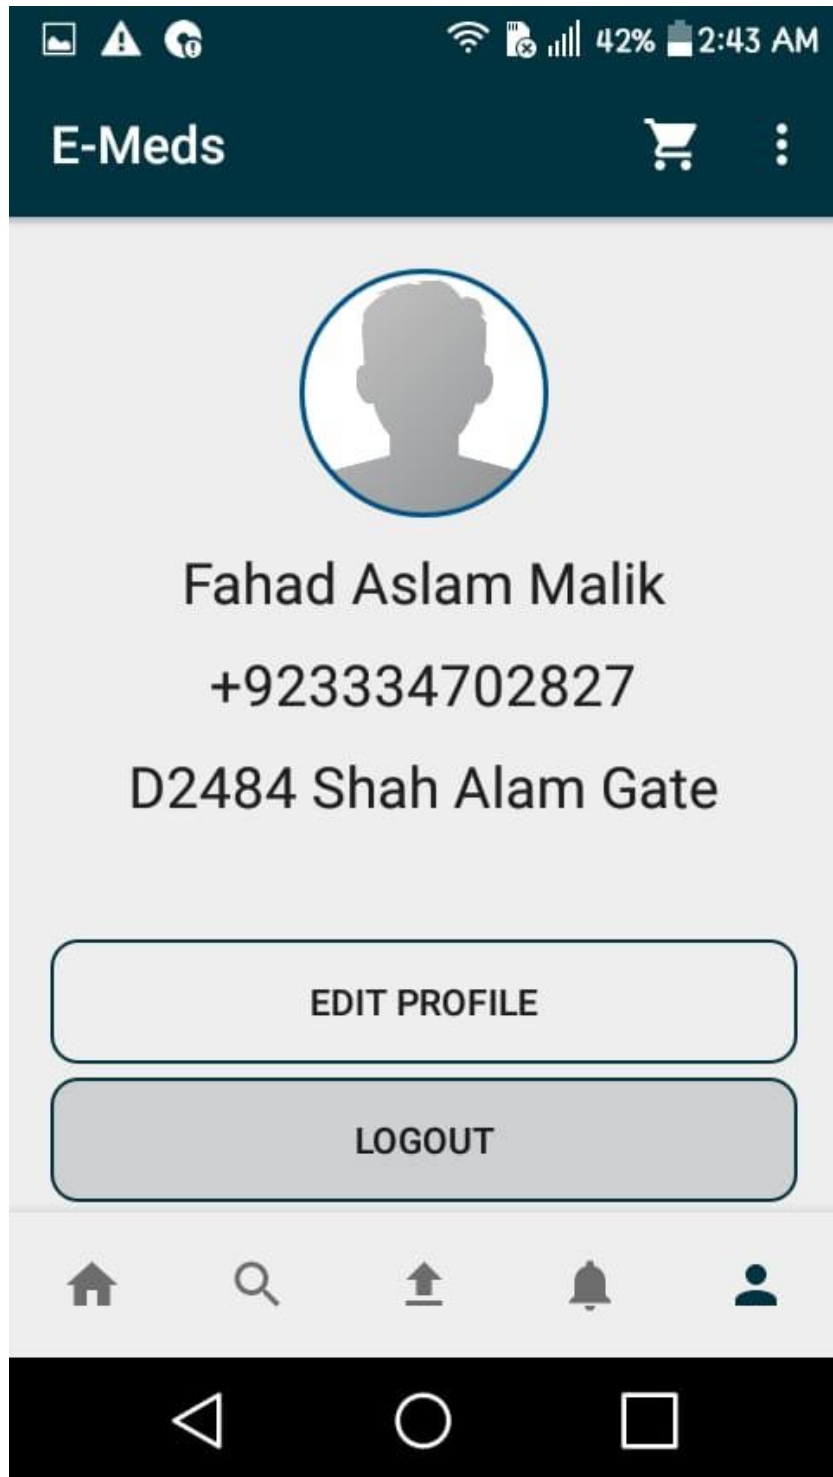 42% 2:43 AM
E-Meds
Fahad Aslam Malik
+923334702827
D2484 Shah Alam Gate
EDIT PROFILE
LOGOUT